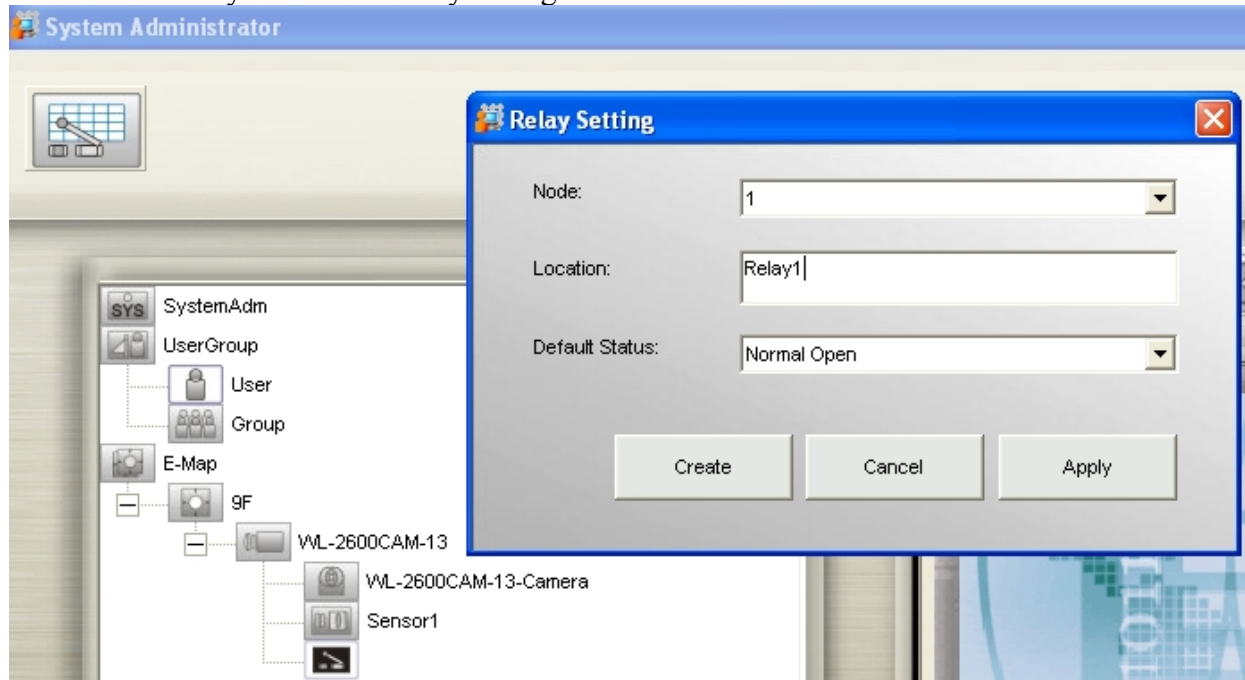 System Administrator
Relay Setting
Node:
1
Location:
Relay1
Default Status:
Normal Open
Create
Cancel
Apply
SYS
SystemAdm
UserGroup
User
Group
E-Map
9F
WL-2600CAM-13
WL-2600CAM-13-Camera
Sensor1